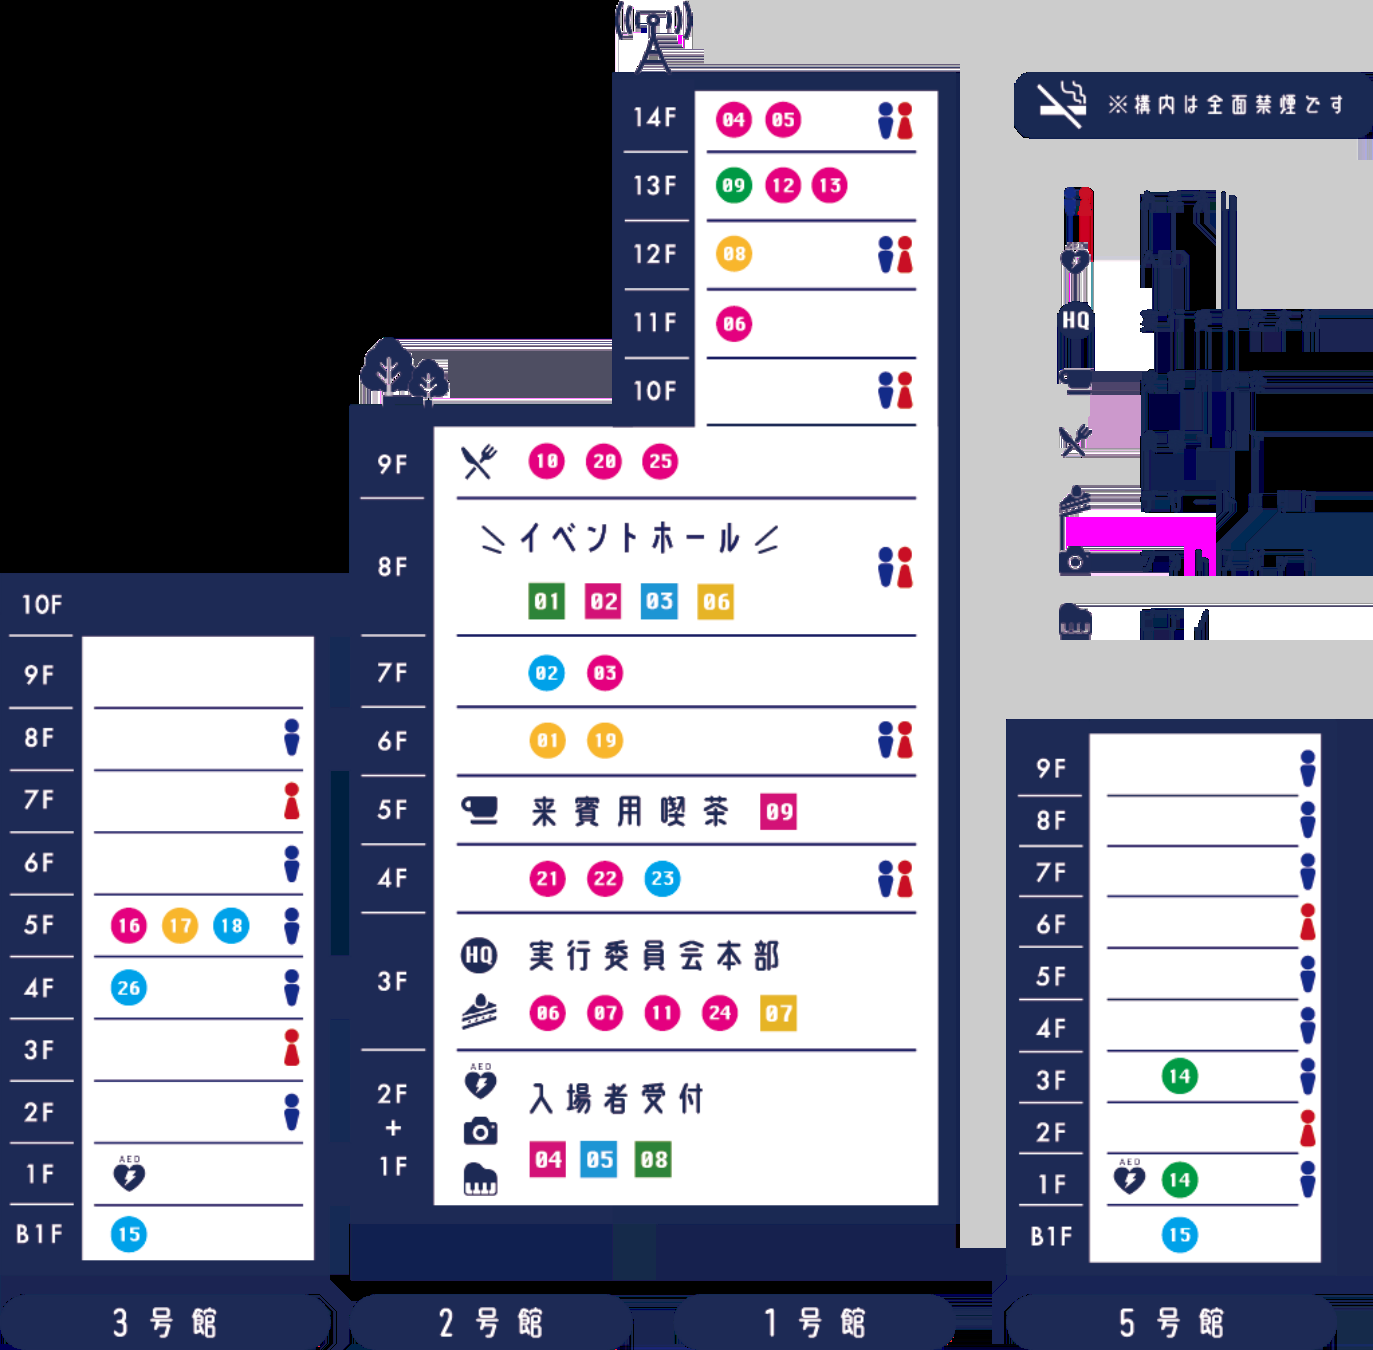 ※構内は全面禁煙です
14F 04 05
13F 09 12 13
12F 08
11F 06
10F
9F 10 20 25
8F イベントホール
01 02 03 06
7F 02 03
6F 01 19
5F 来賓用喫茶 09
4F 21 22 23
3F HQ 実行委員会本部
06 07 11 24 07
2F
+
1F
AED
入場者受付
04 05 08
10F
9F
8F
7F
6F
5F 16 17 18
4F 26
3F
2F
1F AED
B1F 15
HQ
9F
8F
7F
6F
5F
4F
3F 14
2F
1F AED 14
B1F 15
3号館
2号館
1号館
5号館